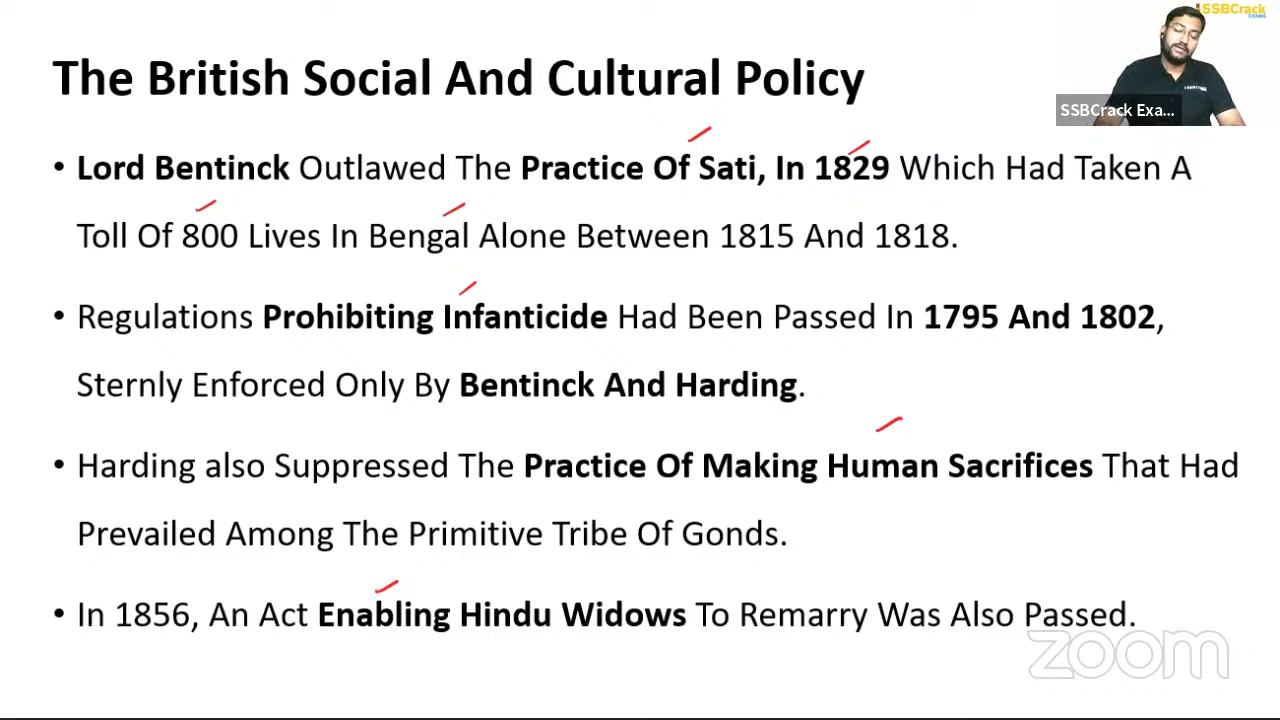 SSBCrack
EXAMS
SSBCrack Exa...
The British Social And Cultural Policy
• Lord Bentinck Outlawed The Practice Of Sati, In 1829 Which Had Taken A
Toll Of 800 Lives In Bengal Alone Between 1815 And 1818.
• Regulations Prohibiting Infanticide Had Been Passed In 1795 And 1802,
Sternly Enforced Only By Bentinck And Harding.
• Harding also Suppressed The Practice Of Making Human Sacrifices That Had
Prevailed Among The Primitive Tribe Of Gonds.
• In 1856, An Act Enabling Hindu Widows To Remarry Was Also Passed.
zoom